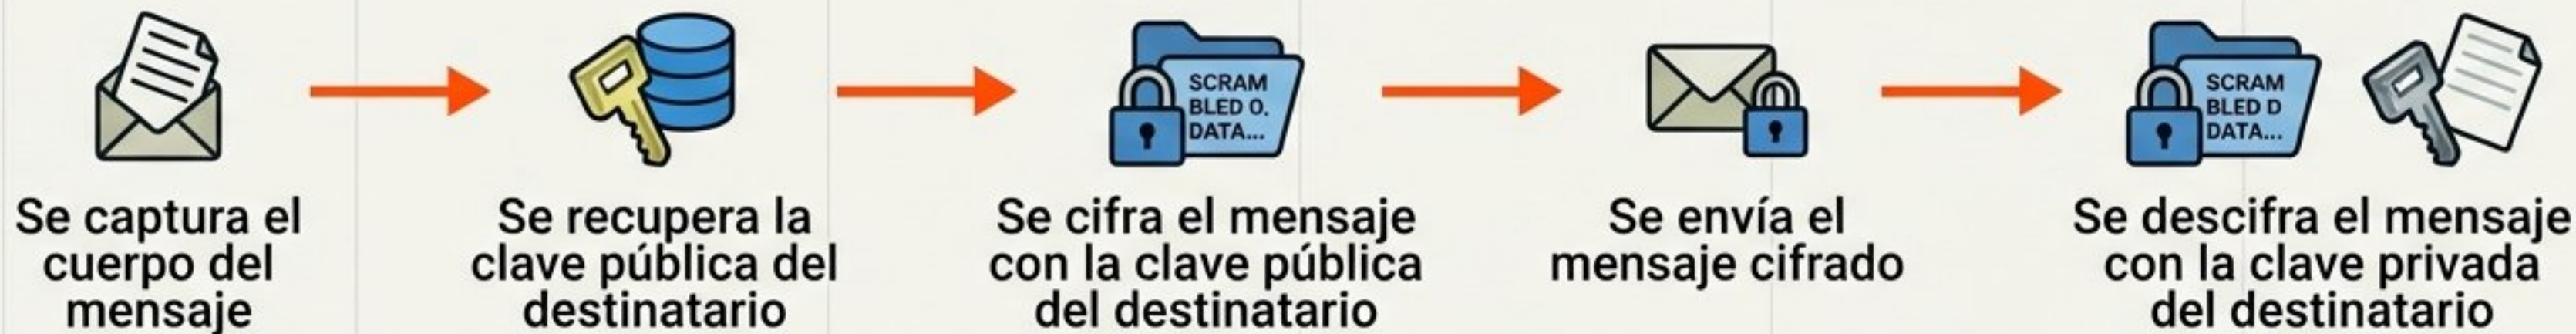 Se captura el
cuerpo del
mensaje
Se recupera la
clave pública del
destinatario
SCRAM
BLED O.
DATA...
Se cifra el mensaje
con la clave pública
del destinatario
Se envía el
mensaje cifrado
SCRAM
BLED D
DATA...
Se descifra el mensaje
con la clave privada
del destinatario